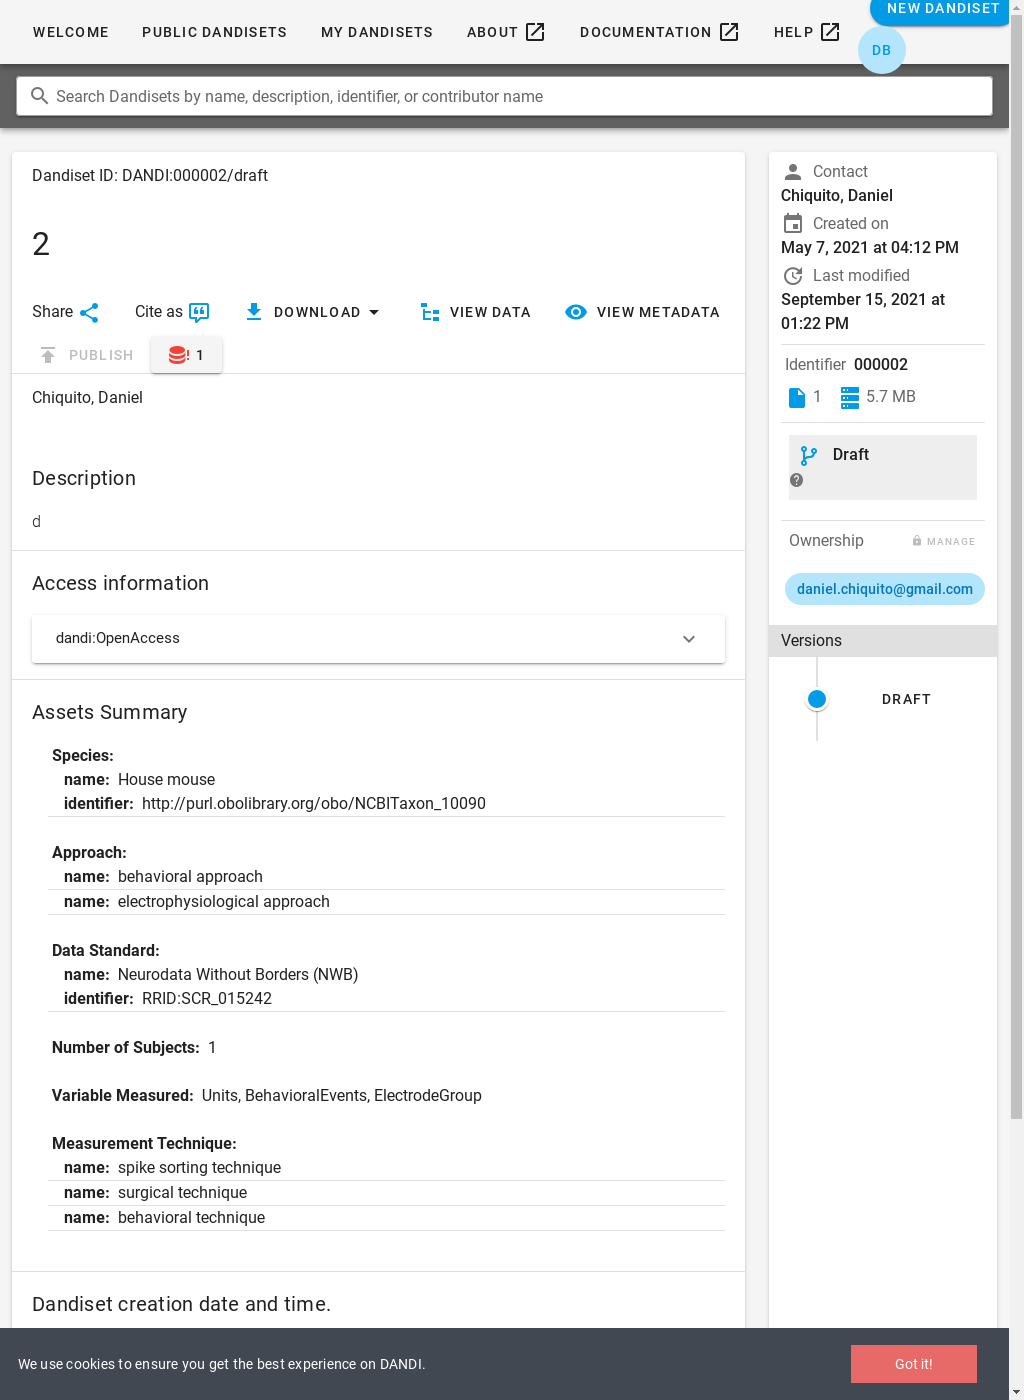 WELCOME PUBLIC DANDISETS MY DANDISETS ABOUT DOCUMENTATION HELP NEW DANDISET
DB
Search Dandisets by name, description, identifier, or contributor name
Dandiset ID: DANDI:000002/draft
2
Share Cite as DOWNLOAD VIEW DATA VIEW METADATA
PUBLISH 1
Chiquito, Daniel
Description
d
Access information
dandi:OpenAccess
Assets Summary
Species:
name: House mouse
identifier: http://purl.obolibrary.org/obo/NCBITaxon_10090
Approach:
name: behavioral approach
name: electrophysiological approach
Data Standard:
name: Neurodata Without Borders (NWB)
identifier: RRID:SCR_015242
Number of Subjects: 1
Variable Measured: Units, BehavioralEvents, ElectrodeGroup
Measurement Technique:
name: spike sorting technique
name: surgical technique
name: behavioral technique
Dandiset creation date and time.
Contact
Chiquito, Daniel
Created on
May 7, 2021 at 04:12 PM
Last modified
September 15, 2021 at
01:22 PM
Identifier 000002
1 5.7 MB
Draft
Ownership MANAGE
daniel.chiquito@gmail.com
Versions
DRAFT
We use cookies to ensure you get the best experience on DANDI. Got it!